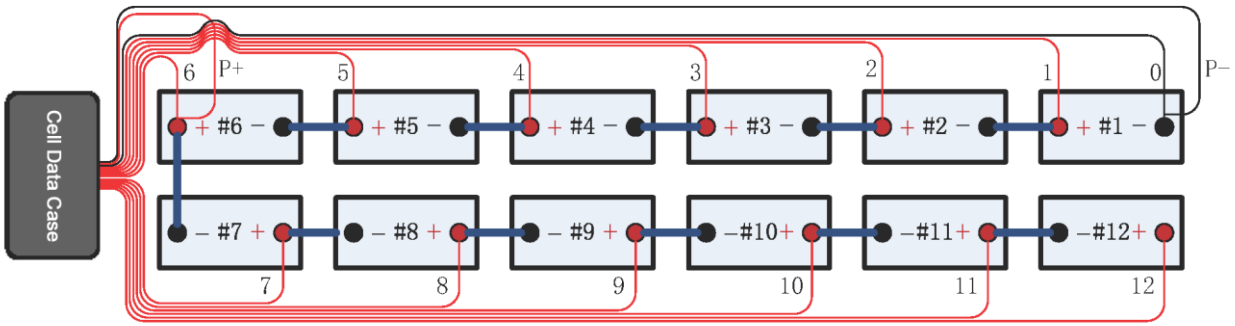 6 P+ 5 4 3 2 1 0 P−
+ #6 − + #5 − + #4 − + #3 − + #2 − + #1 −
Cell Data Case
− #7 + − #8 + − #9 + −#10+ −#11+ −#12+
7 8 9 10 11 12